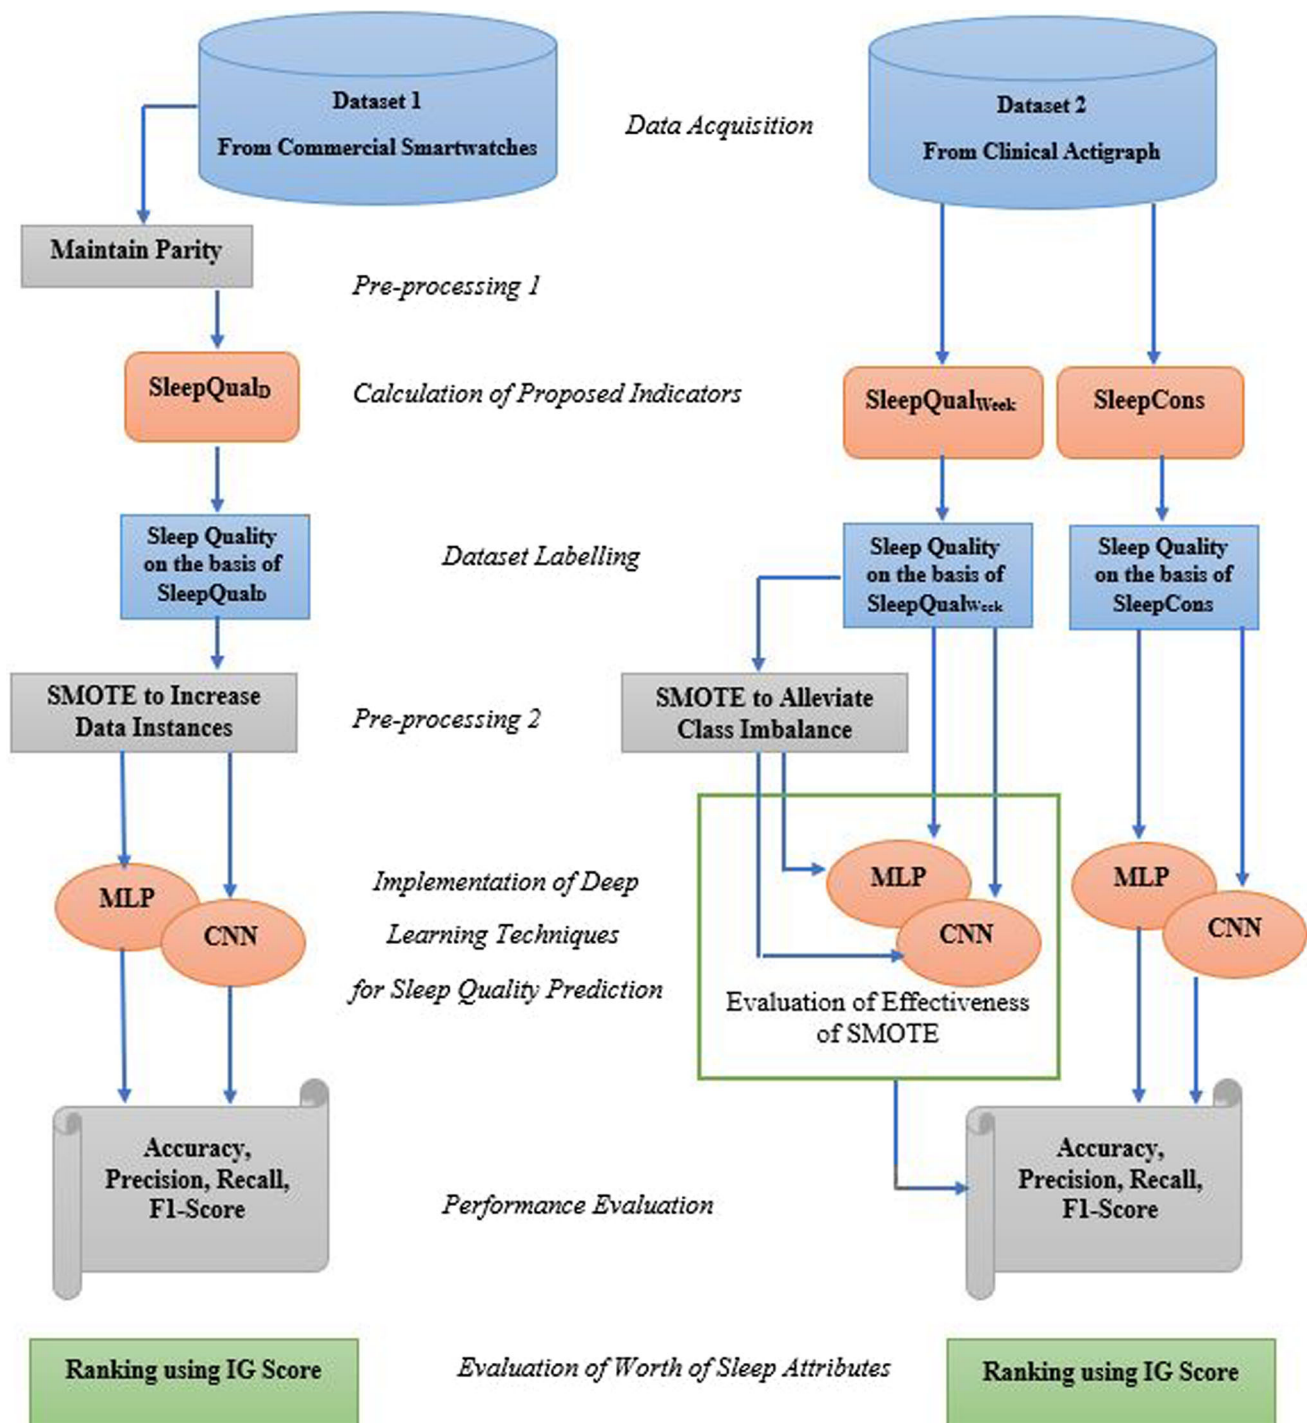 Dataset 1
From Commercial Smartwatches
Data Acquisition
Dataset 2
From Clinical Actigraph
Maintain Parity
Pre-processing 1
SleepQualD
Calculation of Proposed Indicators
SleepQualWeek
SleepCons
Sleep Quality
on the basis of
SleepQualD
Dataset Labelling
Sleep Quality
on the basis of
SleepQualWeek
Sleep Quality
on the basis of
SleepCons
SMOTE to Increase
Data Instances
Pre-processing 2
SMOTE to Alleviate
Class Imbalance
MLP
CNN
Implementation of Deep
Learning Techniques
for Sleep Quality Prediction
MLP
CNN
Evaluation of Effectiveness
of SMOTE
MLP
CNN
Accuracy,
Precision, Recall,
F1-Score
Performance Evaluation
Accuracy,
Precision, Recall,
F1-Score
Ranking using IG Score
Evaluation of Worth of Sleep Attributes
Ranking using IG Score